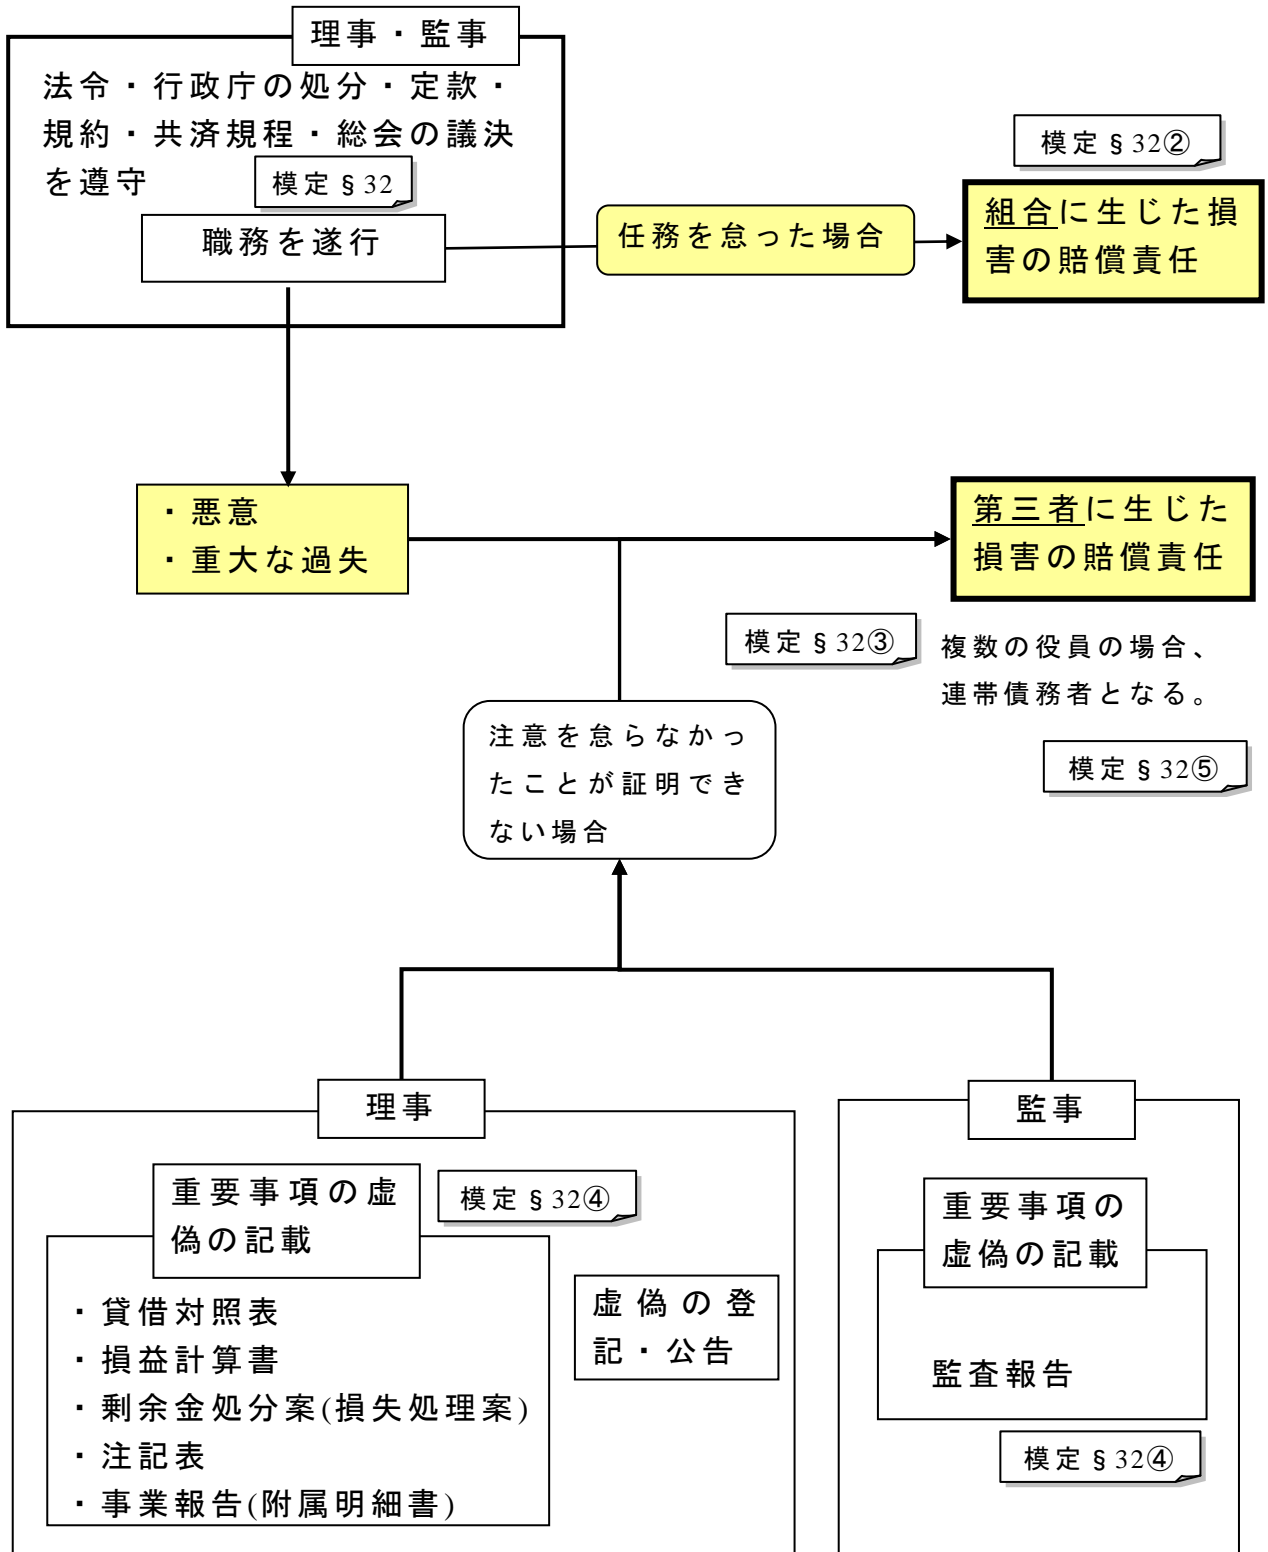 理事・監事
法令・行政庁の処分・定款・
規約・共済規程・総会の議決
を遵守
模定§32
職務を遂行
任務を怠った場合
模定§32②
組合に生じた損
害の賠償責任
・悪意
・重大な過失
第三者に生じた
損害の賠償責任
模定§32③
複数の役員の場合、
連帯債務者となる。
模定§32⑤
注意を怠らなかっ
たことが証明でき
ない場合
理事
重要事項の虚
偽の記載
模定§32④
・貸借対照表
・損益計算書
・剰余金処分案(損失処理案)
・注記表
・事業報告(附属明細書)
虚偽の登
記・公告
監事
重要事項の
虚偽の記載
監査報告
模定§32④